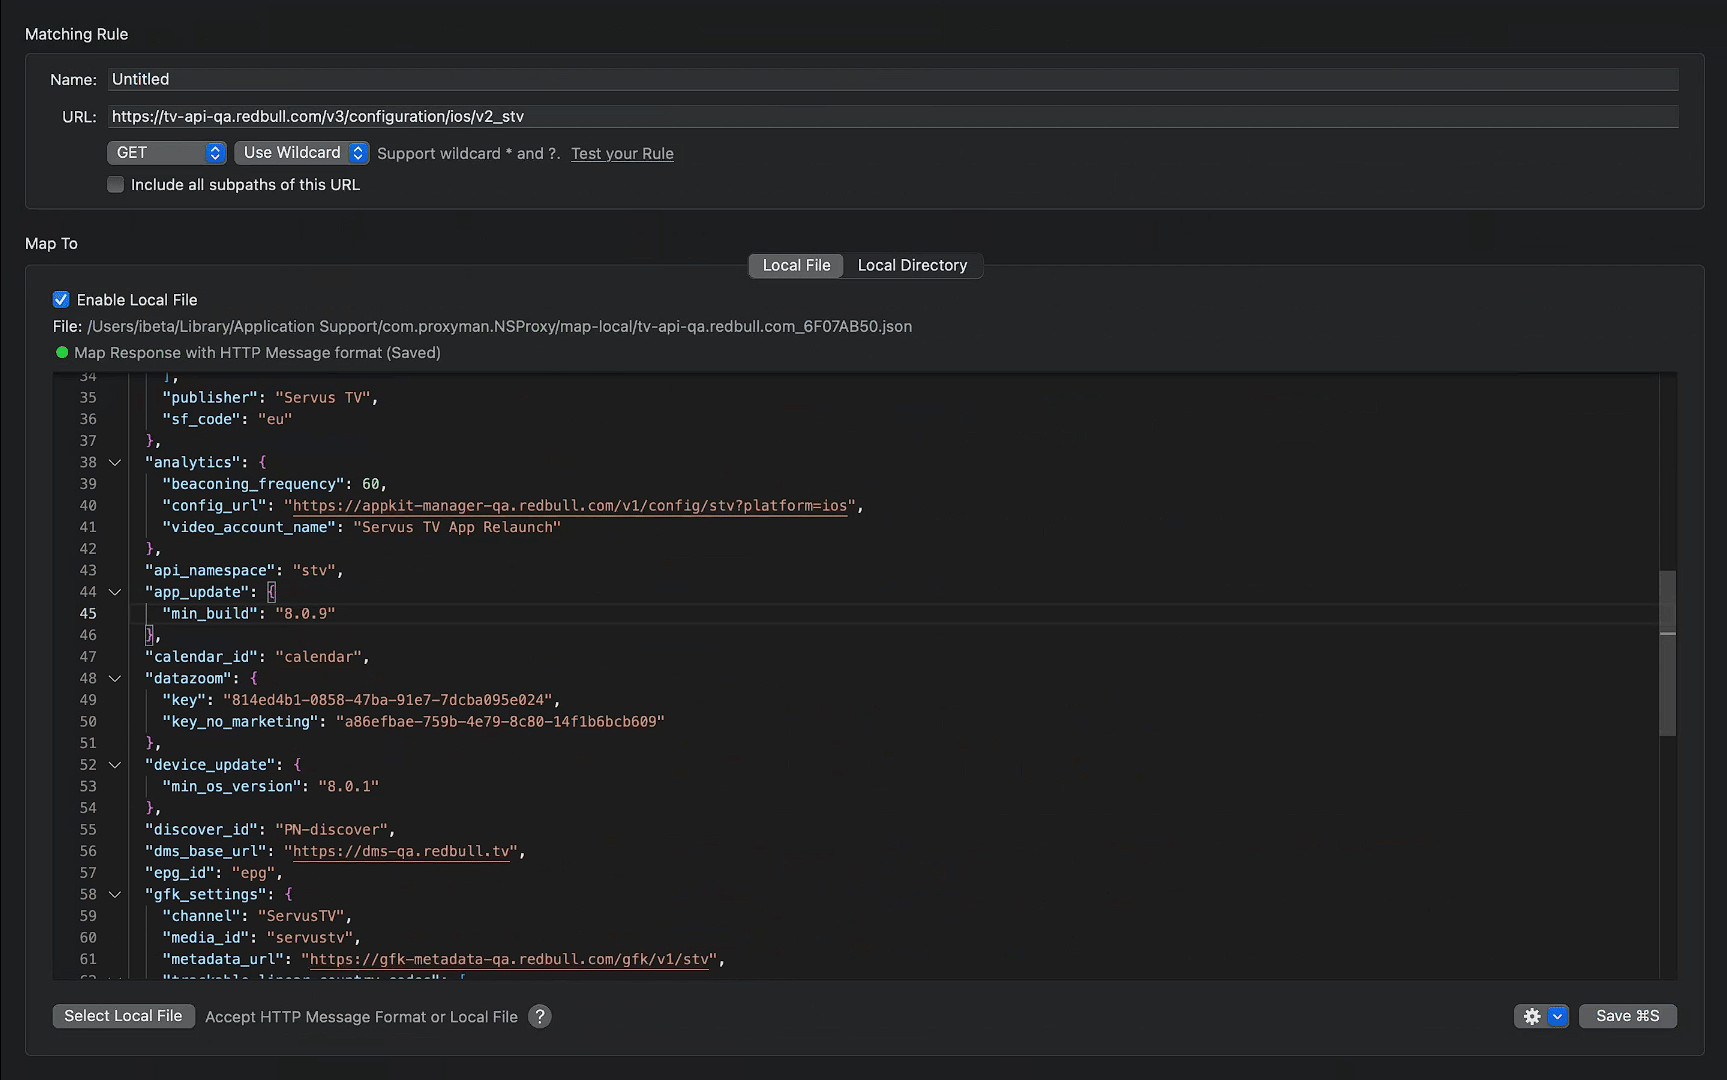 Matching Rule
Name: Untitled
URL: https://tv-api-qa.redbull.com/v3/configuration/ios/v2_stv
GET Use Wildcard Support wildcard * and ?. Test your Rule
Include all subpaths of this URL
Map To
Local File Local Directory
Enable Local File
File: /Users/ibeta/Library/Application Support/com.proxyman.NSProxy/map-local/tv-api-qa.redbull.com_6F07AB50.json
Map Response with HTTP Message format (Saved)
34 ],
35 "publisher": "Servus TV",
36 "sf_code": "eu"
37 },
38 "analytics": {
39 "beaconing_frequency": 60,
40 "config_url": "https://appkit-manager-qa.redbull.com/v1/config/stv?platform=ios",
41 "video_account_name": "Servus TV App Relaunch"
42 },
43 "api_namespace": "stv",
44 "app_update": {
45 "min_build": "8.0.9"
46 },
47 "calendar_id": "calendar",
48 "datazoom": {
49 "key": "814ed4b1-0858-47ba-91e7-7dcba095e024",
50 "key_no_marketing": "a86efbae-759b-4e79-8c80-14f1b6bcb609"
51 },
52 "device_update": {
53 "min_os_version": "8.0.1"
54 },
55 "discover_id": "PN-discover",
56 "dms_base_url": "https://dms-qa.redbull.tv",
57 "epg_id": "epg",
58 "gfk_settings": {
59 "channel": "ServusTV",
60 "media_id": "servustv",
61 "metadata_url": "https://gfk-metadata-qa.redbull.com/gfk/v1/stv",
62 "trackable_linear_country_codes": [
Select Local File Accept HTTP Message Format or Local File ? Save ⌘S